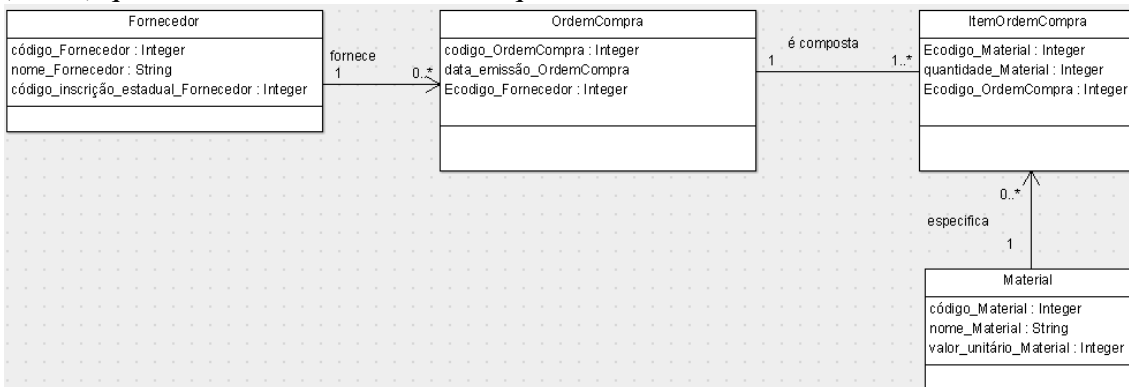 Fornecedor
código_Fornecedor : Integer
nome_Fornecedor : String
código_inscrição_estadual_Fornecedor : Integer
fornece
1
0..*
OrdemCompra
codigo_OrdemCompra : Integer
data_emissão_OrdemCompra
Ecodigo_Fornecedor : Integer
é composta
1
1..*
ItemOrdemCompra
Ecodigo_Material : Integer
quantidade_Material : Integer
Ecodigo_OrdemCompra : Integer
0..*
especifica
1
Material
código_Material : Integer
nome_Material : String
valor_unitário_Material : Integer